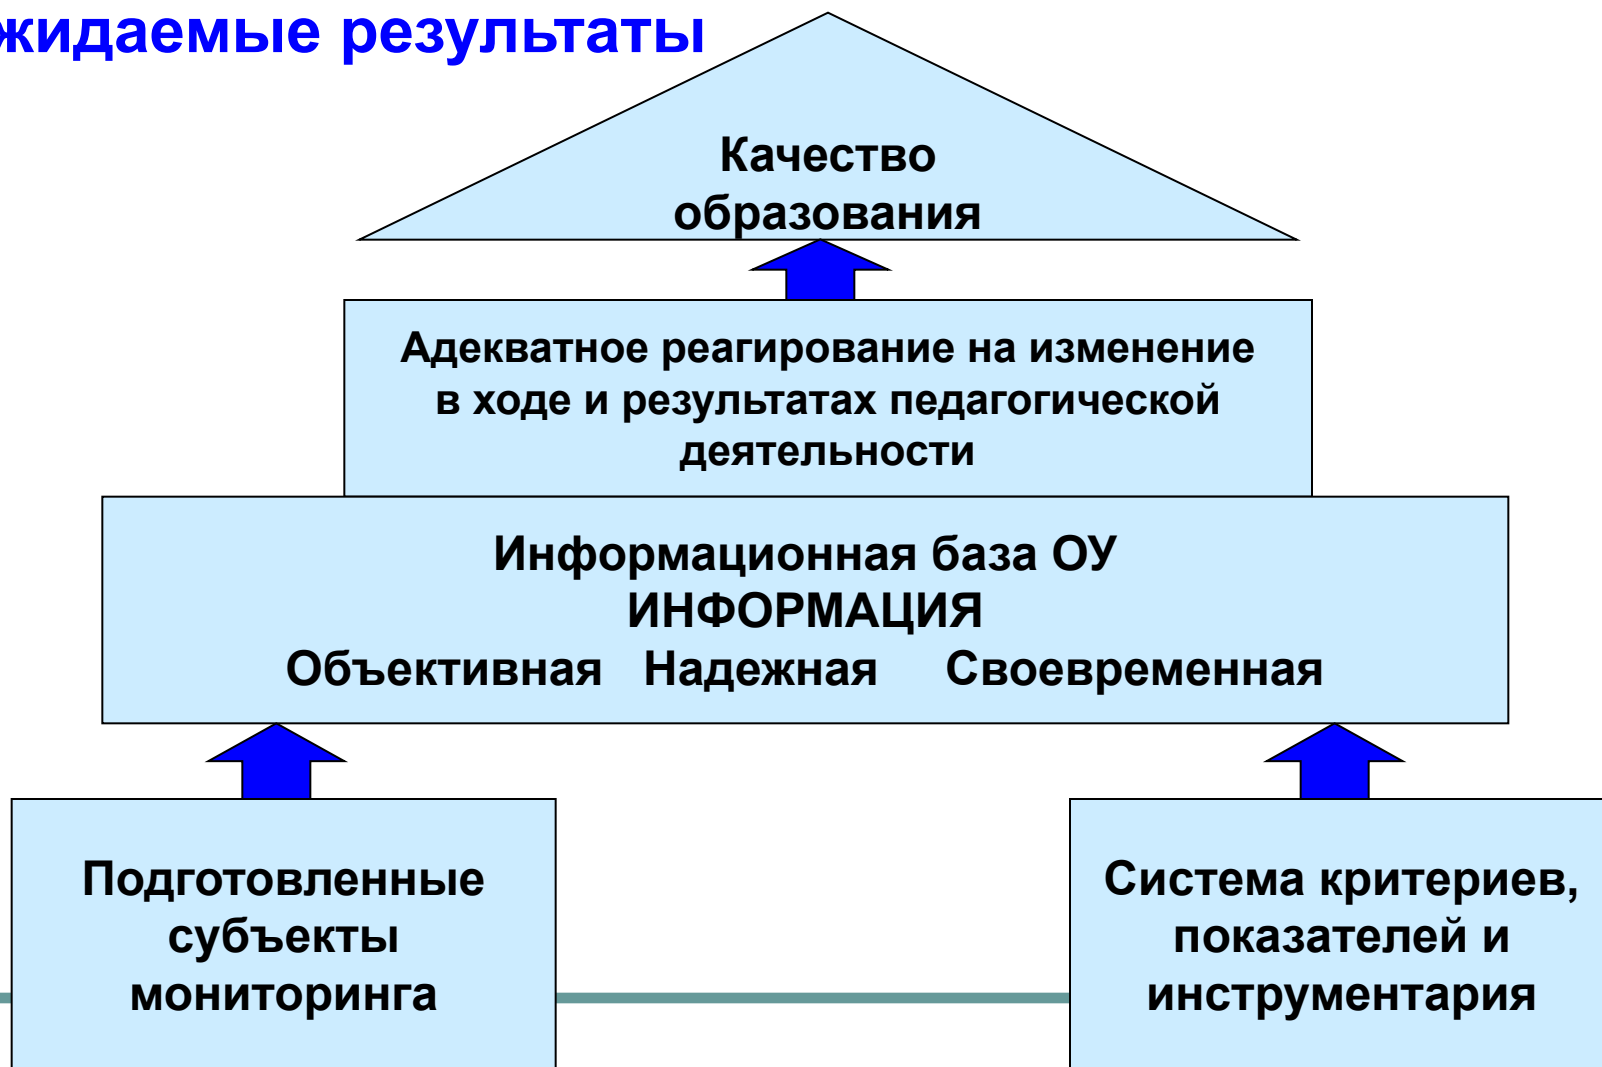 жидаемые результаты
Качество
образования
Адекватное реагирование на изменение
в ходе и результатах педагогической
деятельности
Информационная база ОУ
ИНФОРМАЦИЯ
Объективная Надежная Своевременная
Подготовленные
субъекты
мониторинга
Система критериев,
показателей и
инструментария